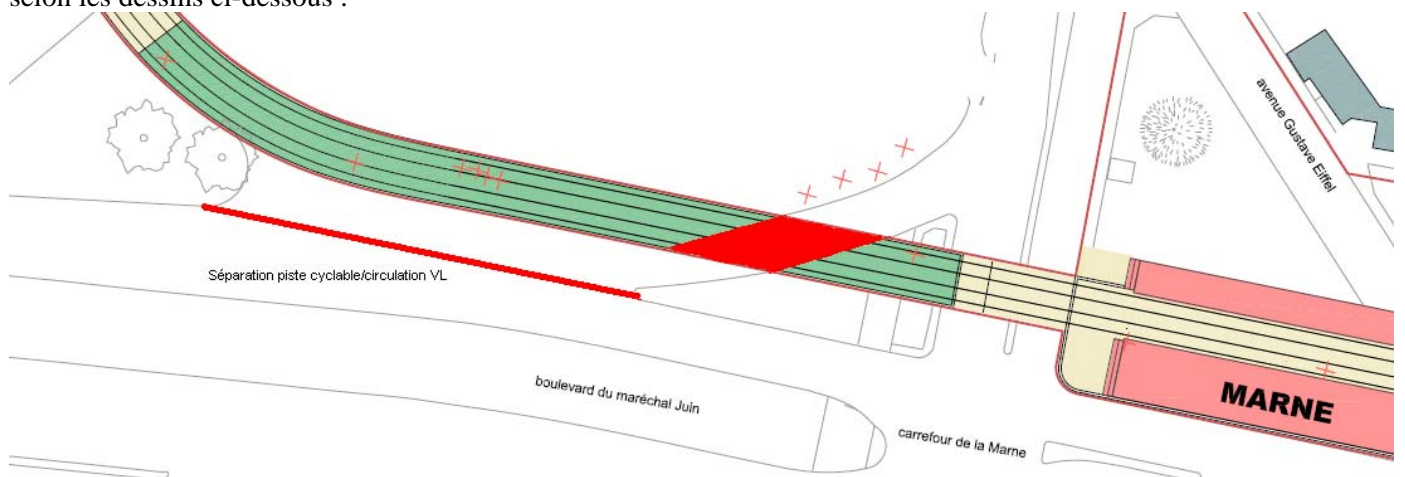 selon les dessins ci-dessous :
avenue Gustave Eiffel
Séparation piste cyclable/circulation VL
boulevard du maréchal Juin
carrefour de la Marne
MARNE